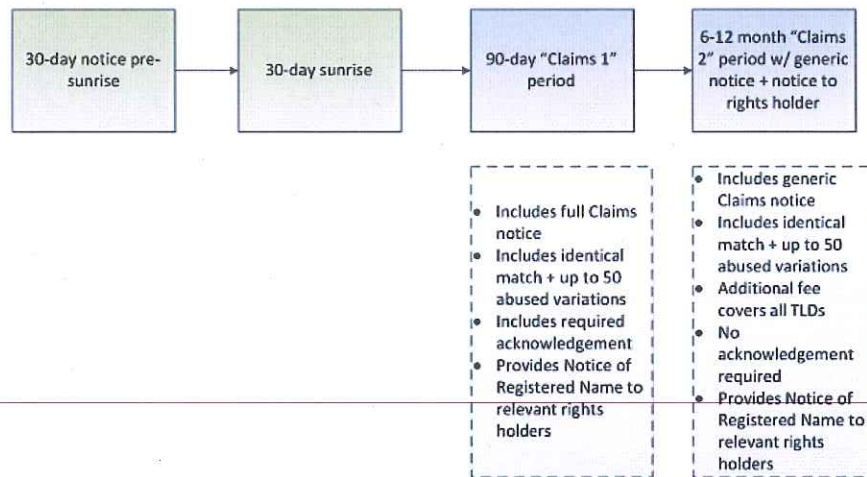 30-day notice pre-
sunrise
30-day sunrise
90-day "Claims 1"
period
6-12 month "Claims
2" period w/ generic
notice + notice to
rights holder
• Includes full Claims
notice
• Includes identical
match + up to 50
abused variations
• Includes required
acknowledgement
• Provides Notice of
Registered Name to
relevant rights
holders
• Includes generic
Claims notice
• Includes identical
match + up to 50
abused variations
• Additional fee
covers all TLDs
• No
acknowledgement
required
• Provides Notice of
Registered Name to
relevant rights
holders